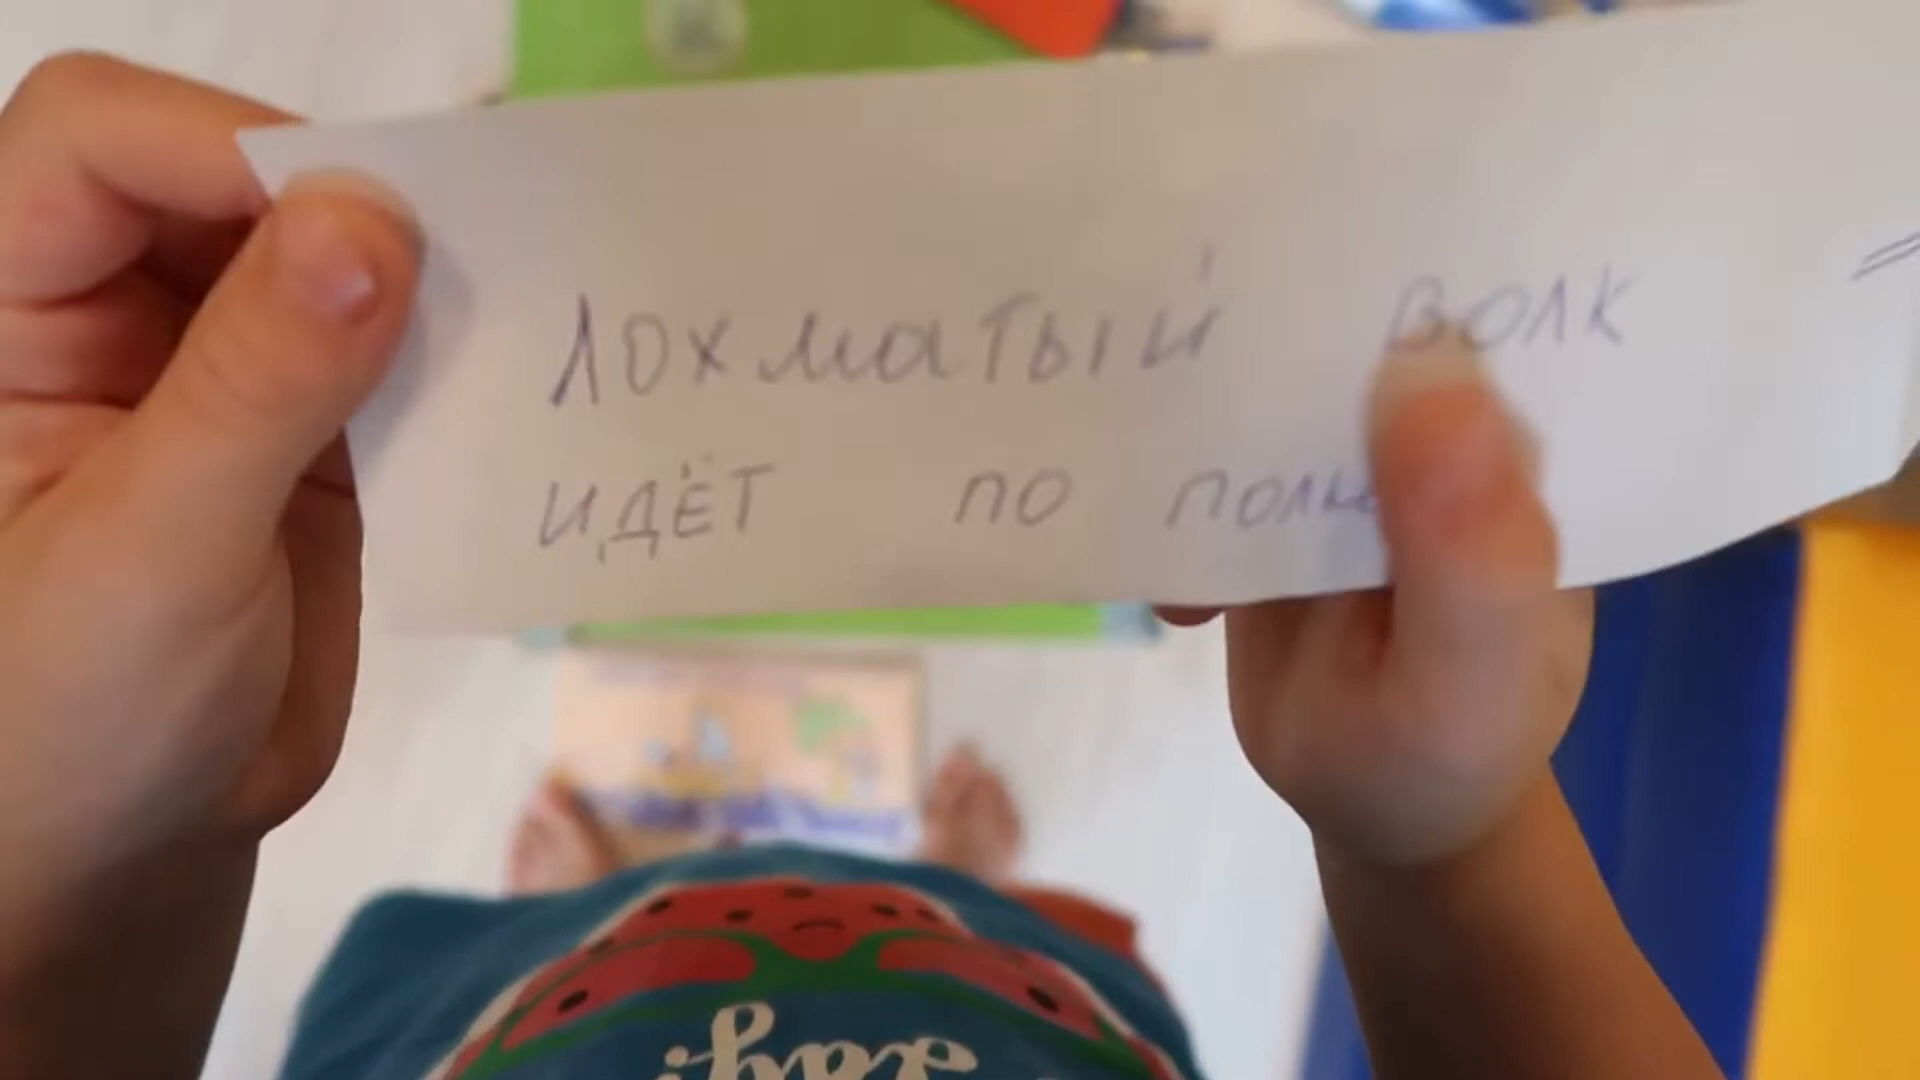 лохматый волк
идёт по